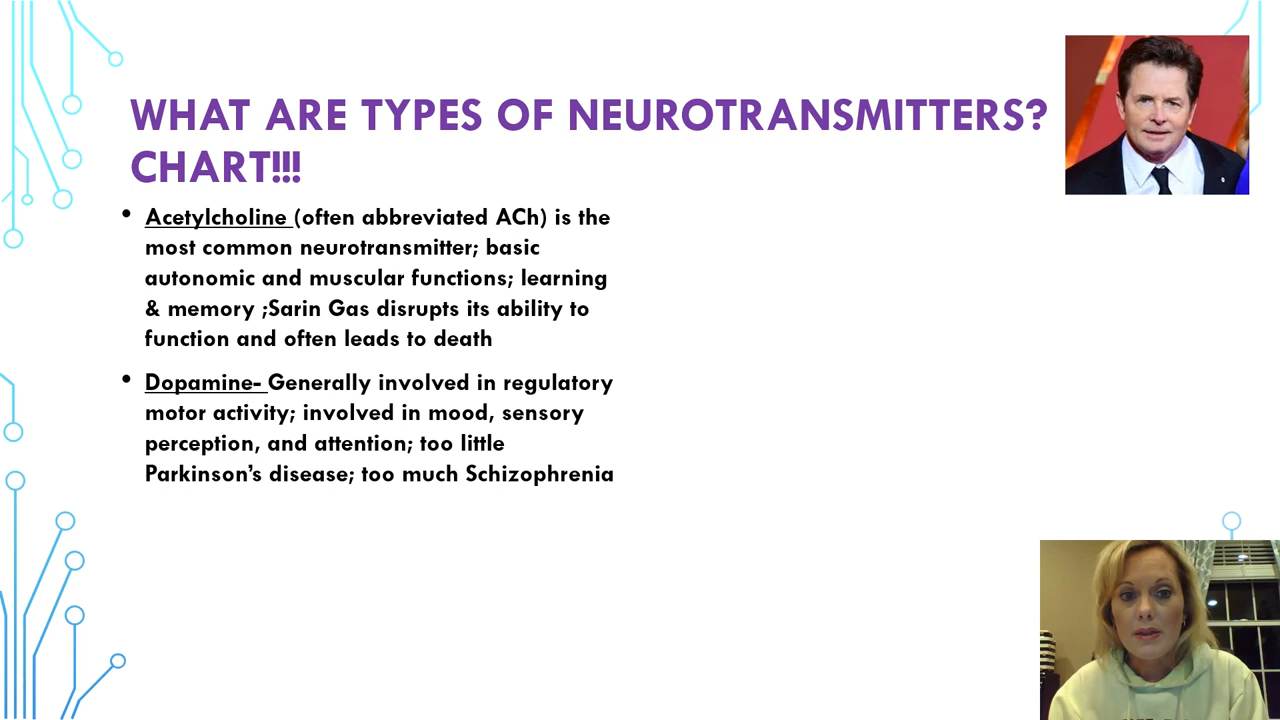 WHAT ARE TYPES OF NEUROTRANSMITTERS?
CHART!!!
• Acetylcholine (often abbreviated ACh) is the
most common neurotransmitter; basic
autonomic and muscular functions; learning
& memory ;Sarin Gas disrupts its ability to
function and often leads to death
• Dopamine- Generally involved in regulatory
motor activity; involved in mood, sensory
perception, and attention; too little
Parkinson’s disease; too much Schizophrenia